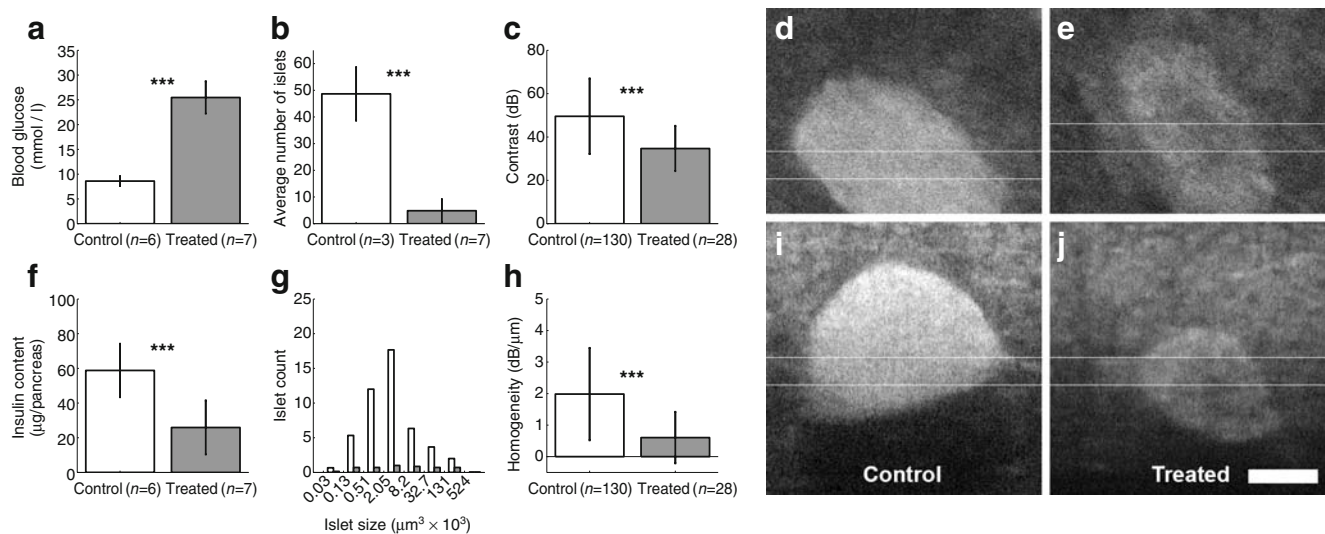 a
35
30
25
20
15
10
5
0
Blood glucose
(mmol / l)
***
Control (n=6) Treated (n=7)
b
60
50
40
30
20
10
0
Average number of islets
***
Control (n=3) Treated (n=7)
c
80
60
40
20
0
Contrast (dB)
***
Control (n=130) Treated (n=28)
d
e
f
100
80
60
40
20
0
Insulin content
(µg/pancreas)
***
Control (n=6) Treated (n=7)
g
25
20
15
10
5
0
Islet count
0.03 0.13 0.51 2.05 8.2 32.7 131 524
Islet size (µm³ × 10³)
h
5
4
3
2
1
0
Homogeneity (dB/µm)
***
Control (n=130) Treated (n=28)
i
Control
j
Treated